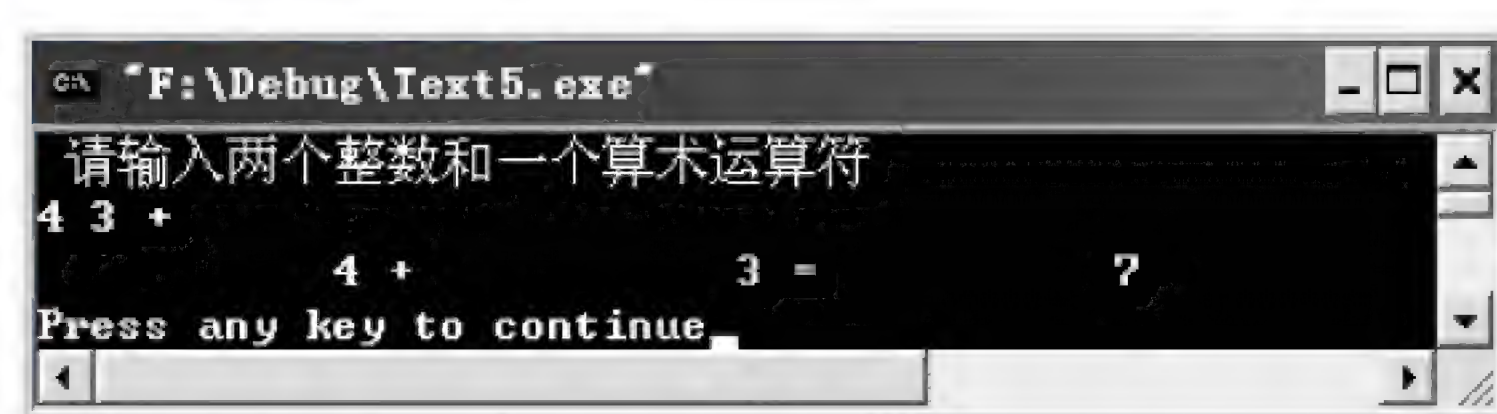 "F:\Debug\Text5.exe"
请输入两个整数和一个算术运算符
4 3 +
4 + 3 = 7
Press any key to continue_